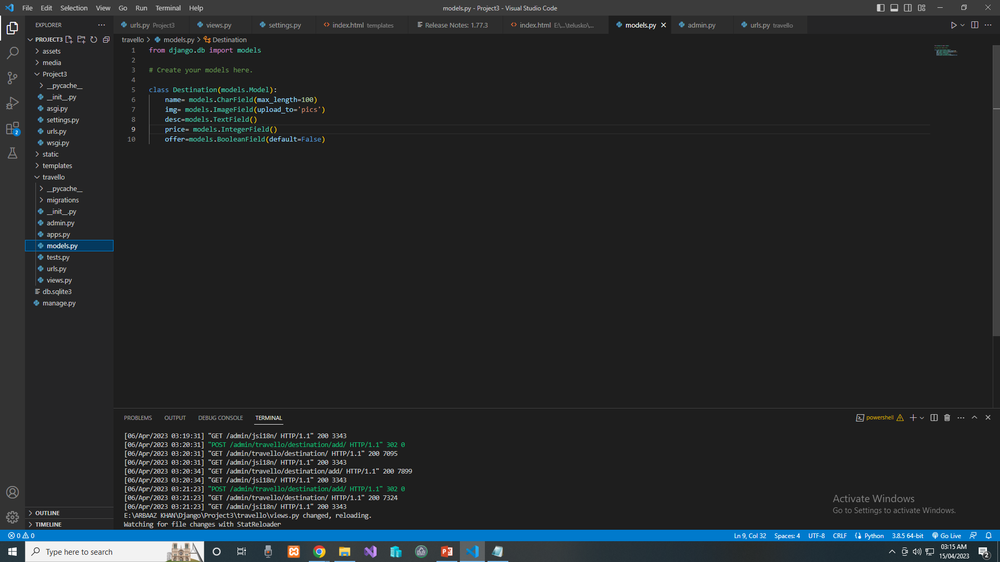 File Edit Selection View Go Run Terminal Help
models.py - Project3 - Visual Studio Code
EXPLORER
urls.py Project3
views.py
settings.py
index.html templates
Release Notes: 1.77.3
index.html E:\...\telusko\...
models.py
admin.py
urls.py travello
travello > models.py > Destination
PROJECT3
assets
media
Project3
__pycache__
__init__.py
asgi.py
settings.py
urls.py
wsgi.py
static
templates
travello
__pycache__
migrations
__init__.py
admin.py
apps.py
models.py
tests.py
urls.py
views.py
db.sqlite3
manage.py
OUTLINE
TIMELINE
2
1 from django.db import models
2
3 # Create your models here.
4
5 class Destination(models.Model):
6 name= models.CharField(max_length=100)
7 img= models.ImageField(upload_to='pics')
8 desc=models.TextField()
9 price= models.IntegerField()
10 offer=models.BooleanField(default=False)
PROBLEMS OUTPUT DEBUG CONSOLE TERMINAL
powershell
[06/Apr/2023 03:19:31] "GET /admin/jsi18n/ HTTP/1.1" 200 3343
[06/Apr/2023 03:20:31] "POST /admin/travello/destination/add/ HTTP/1.1" 302 0
[06/Apr/2023 03:20:31] "GET /admin/travello/destination/ HTTP/1.1" 200 7095
[06/Apr/2023 03:20:31] "GET /admin/jsi18n/ HTTP/1.1" 200 3343
[06/Apr/2023 03:20:34] "GET /admin/travello/destination/add/ HTTP/1.1" 200 7899
[06/Apr/2023 03:20:34] "GET /admin/jsi18n/ HTTP/1.1" 200 3343
[06/Apr/2023 03:21:23] "POST /admin/travello/destination/add/ HTTP/1.1" 302 0
[06/Apr/2023 03:21:23] "GET /admin/travello/destination/ HTTP/1.1" 200 7324
[06/Apr/2023 03:21:23] "GET /admin/jsi18n/ HTTP/1.1" 200 3343
E:\ARBAAZ KHAN\Django\Project3\travello\views.py changed, reloading.
Watching for file changes with StatReloader
Activate Windows
Go to Settings to activate Windows.
0 0
Ln 9, Col 32 Spaces: 4 UTF-8 CRLF Python 3.8.5 64-bit Go Live
Type here to search
03:15 AM
15/04/2023
2